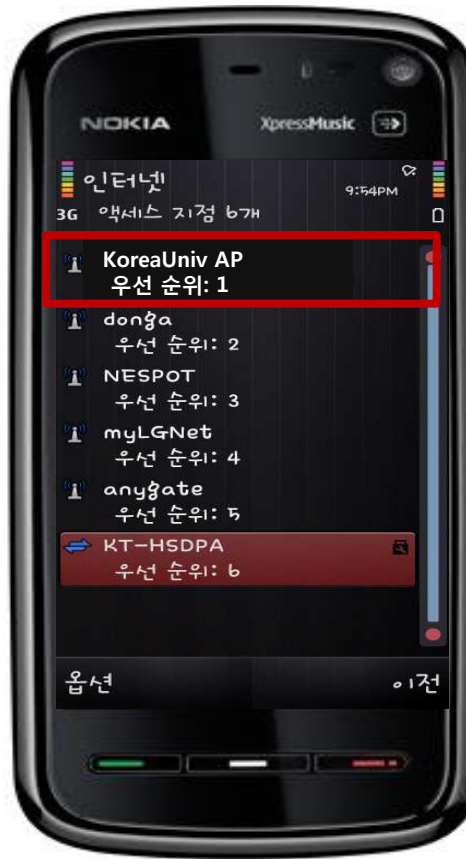 NOKIA XpressMusic
인터넷
9:54PM
3G 액세스 지점 6개
KoreaUniv AP
우선 순위: 1
donga
우선 순위: 2
NESPOT
우선 순위: 3
myLGNet
우선 순위: 4
anygate
우선 순위: 5
KT-HSDPA
우선 순위: 6
옵션 이전